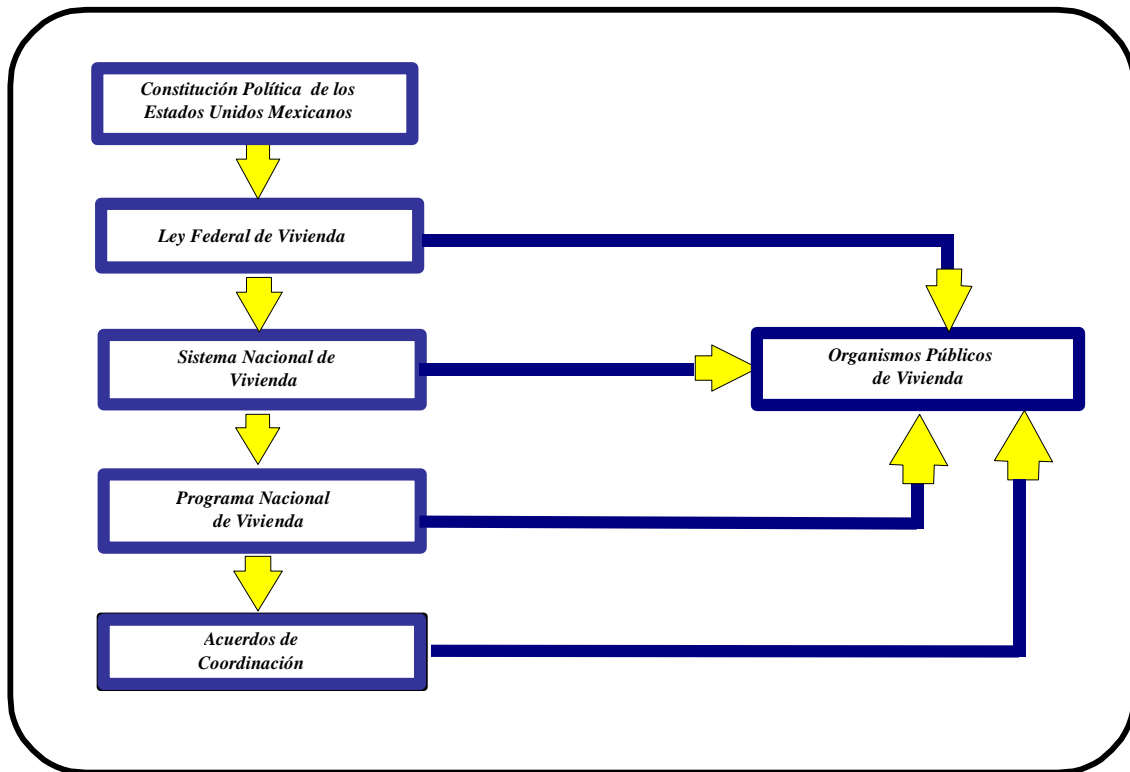 Constitución Política de los
Estados Unidos Mexicanos
Ley Federal de Vivienda
Sistema Nacional de
Vivienda
Organismos Públicos
de Vivienda
Programa Nacional
de Vivienda
Acuerdos de
Coordinación